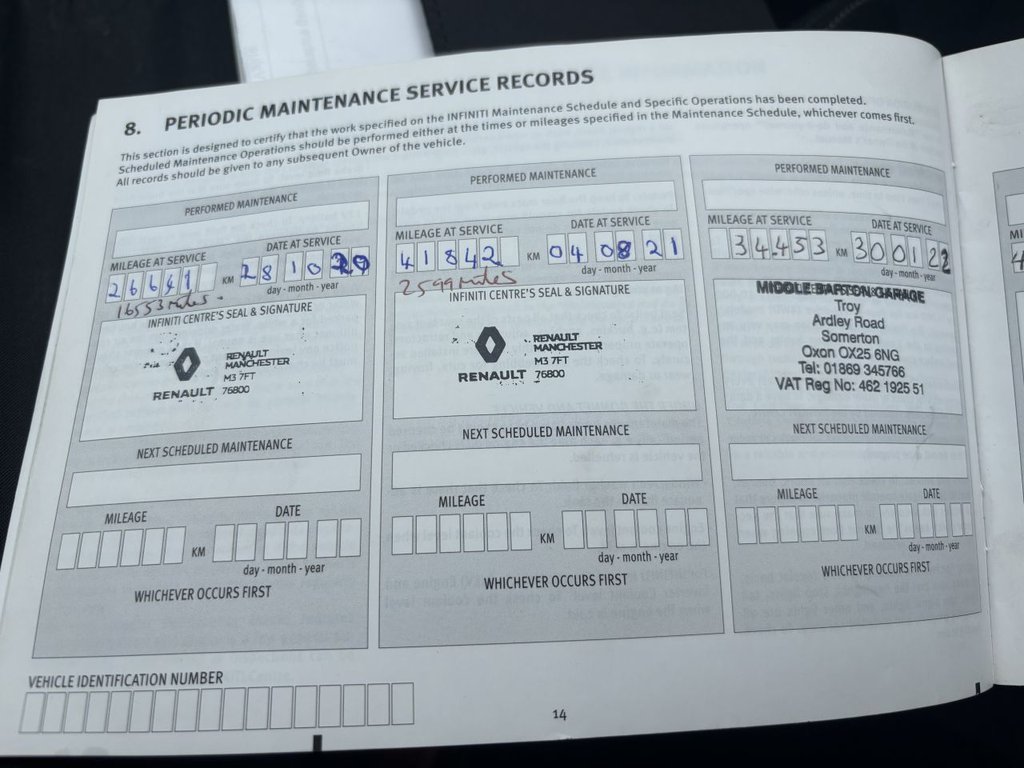 8. PERIODIC MAINTENANCE SERVICE RECORDS
This section is designed to certify that the work specified on the INFINITI Maintenance Schedule and Specific Operations has been completed.
Scheduled Maintenance Operations should be performed either at the times or mileages specified in the Maintenance Schedule, whichever comes first.
All records should be given to any subsequent Owner of the vehicle.
PERFORMED MAINTENANCE
MILEAGE AT SERVICE DATE AT SERVICE
26641 KM 28 10 20
day - month - year
16553 miles
INFINITI CENTRE'S SEAL & SIGNATURE
RENAULT
MANCHESTER
M3 7FT
RENAULT 76800
NEXT SCHEDULED MAINTENANCE
MILEAGE DATE
KM
day - month - year
WHICHEVER OCCURS FIRST
PERFORMED MAINTENANCE
MILEAGE AT SERVICE DATE AT SERVICE
41842 KM 04 08 21
day - month - year
miles
INFINITI CENTRE'S SEAL & SIGNATURE
RENAULT
MANCHESTER
M3 7FT
RENAULT 76800
NEXT SCHEDULED MAINTENANCE
MILEAGE DATE
KM
day - month - year
WHICHEVER OCCURS FIRST
PERFORMED MAINTENANCE
MILEAGE AT SERVICE DATE AT SERVICE
34453 KM 30 01 22
day - month - year
MIDDLE BARTON GARAGE
Troy
Ardley Road
Somerton
Oxon OX25 6NG
Tel: 01869 345766
VAT Reg No: 462 1925 51
NEXT SCHEDULED MAINTENANCE
MILEAGE DATE
KM
day - month - year
WHICHEVER OCCURS FIRST
VEHICLE IDENTIFICATION NUMBER
14